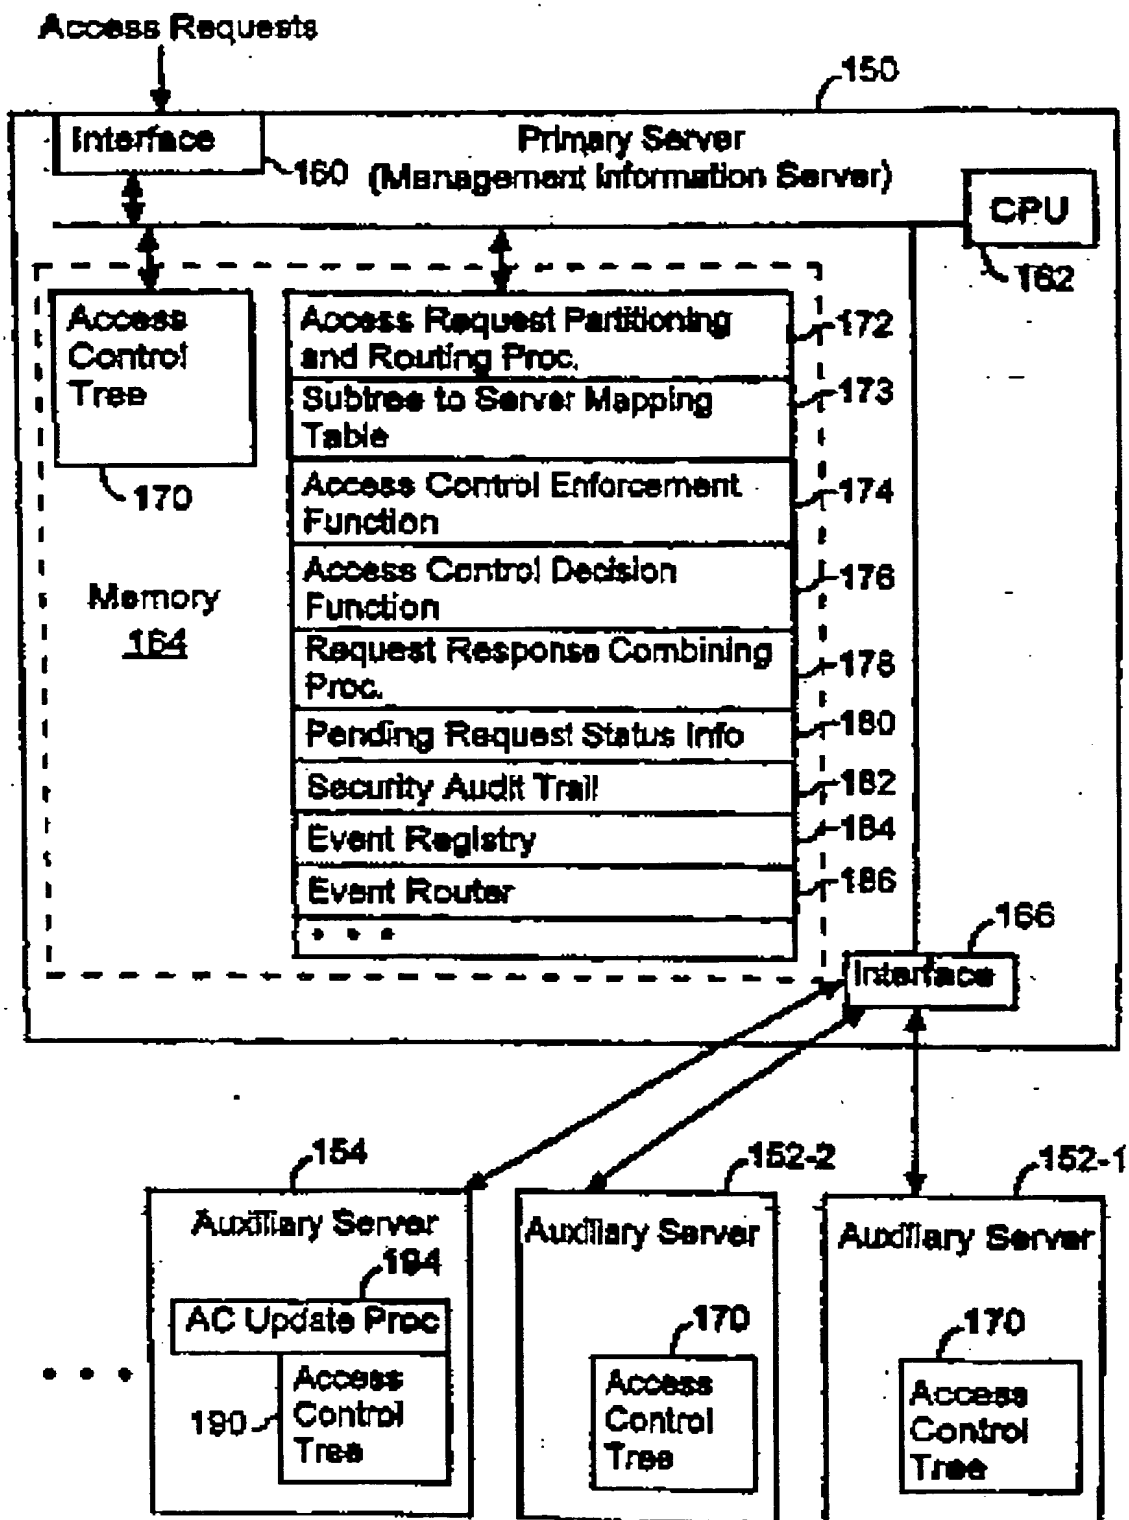 Access Requests
150
Interface
Primary Server
160
(Management Information Server)
CPU
162
Access
Control
Tree
170
Access Request Partitioning
and Routing Proc.
172
Subtree to Server Mapping
Table
173
Access Control Enforcement
Function
174
Access Control Decision
Function
176
Memory
164
Request Response Combining
Proc.
178
Pending Request Status Info
180
Security Audit Trail
182
Event Registry
184
Event Router
186
• • •
166
Interface
154
Auxiliary Server
194
AC Update Proc
190
Access
Control
Tree
• • •
152-2
Auxiliary Server
170
Access
Control
Tree
152-1
Auxiliary Server
170
Access
Control
Tree